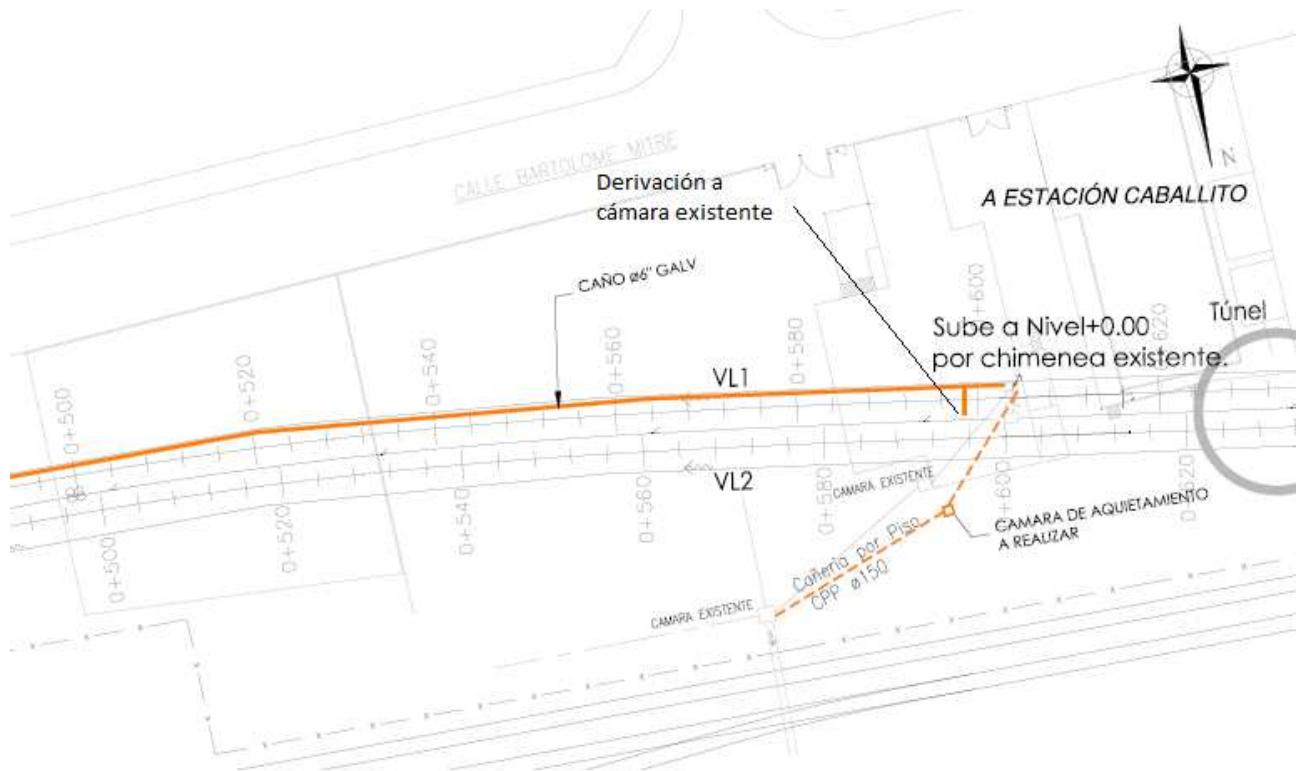 CALLE BARTOLOME MITRE
N
Derivación a
cámara existente
A ESTACIÓN CABALLITO
CAÑO ø6" GALV
0+500
0+520
0+540
0+560
0+580
0+600
0+620
Túnel
Sube a Nivel+0.00
por chimenea existente.
VL1
VL2
0+500
0+520
0+540
0+560
0+580
0+600
0+620
CAMARA EXISTENTE
CAMARA DE AQUIETAMIENTO
A REALIZAR
Cañería por Piso
CPP ø150
CAMARA EXISTENTE